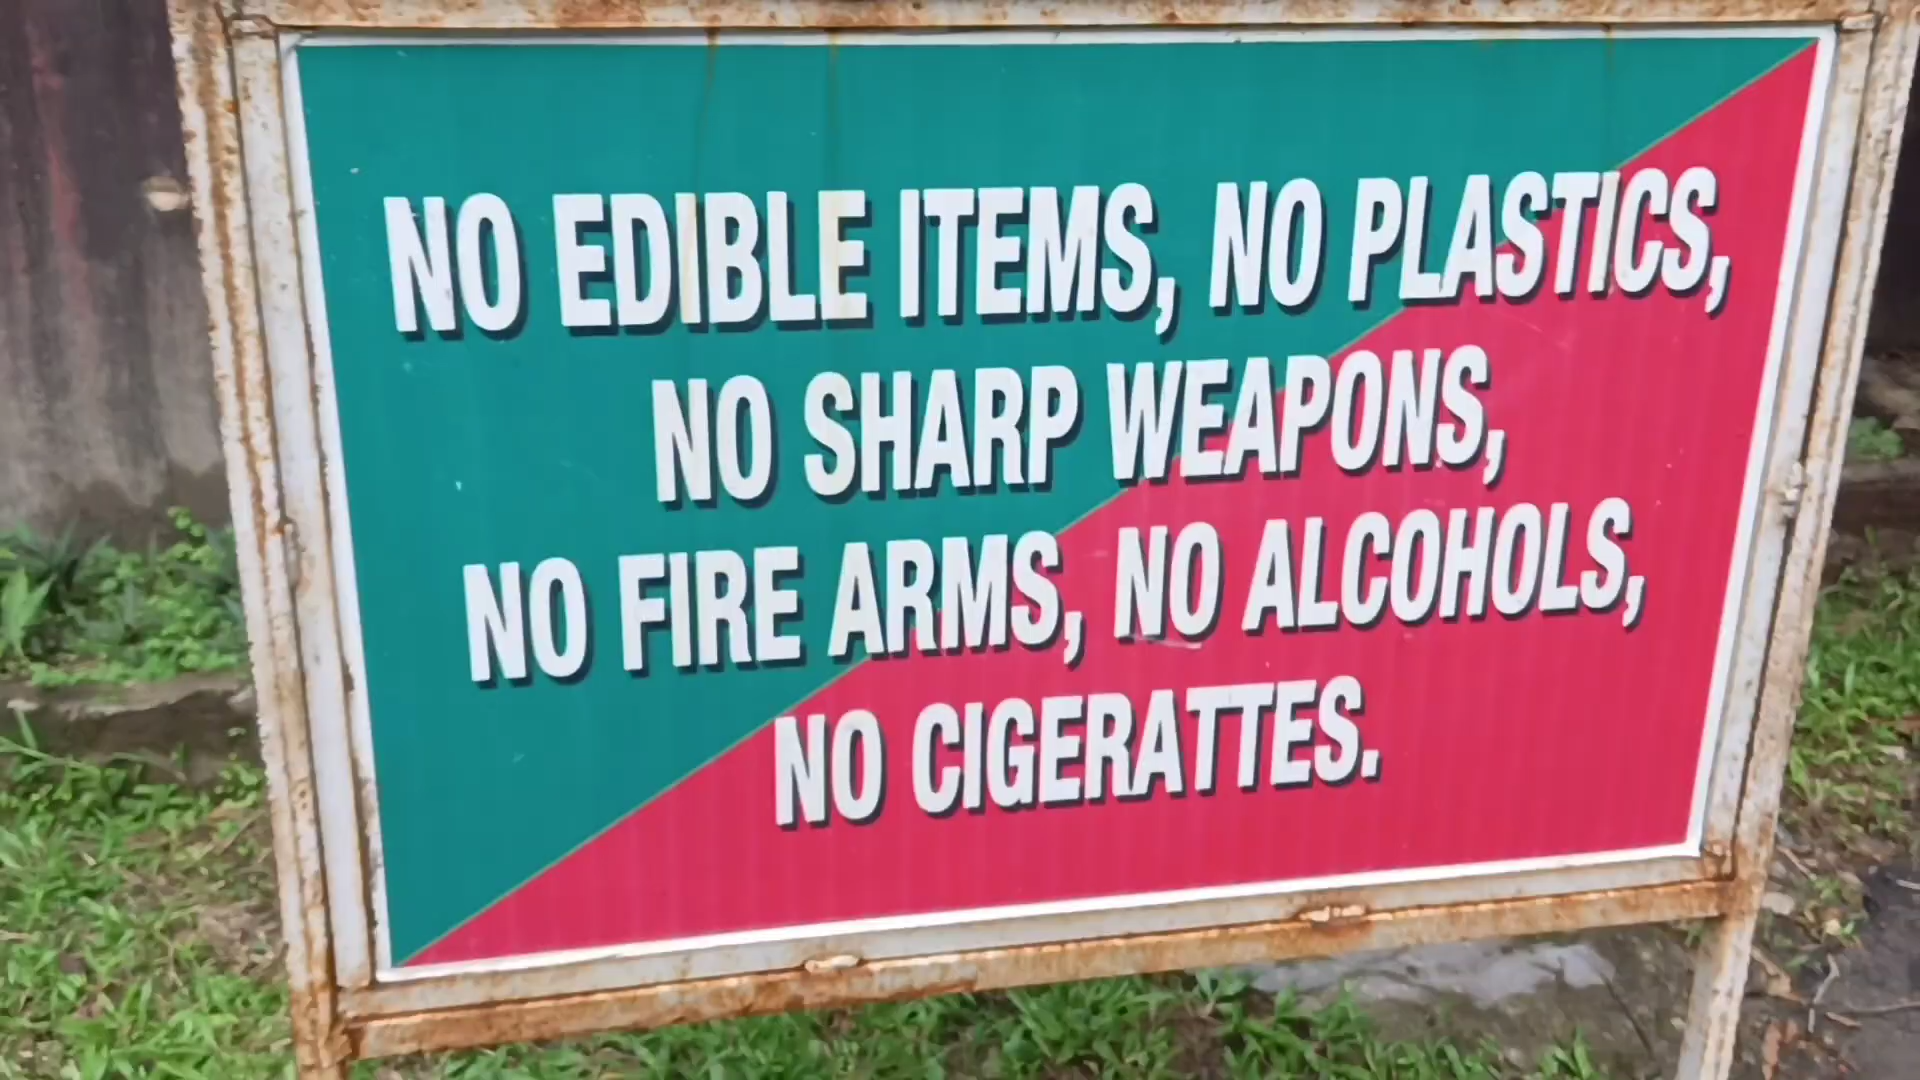 NO EDIBLE ITEMS, NO PLASTICS,
NO SHARP WEAPONS,
NO FIRE ARMS, NO ALCOHOLS,
NO CIGERATTES.